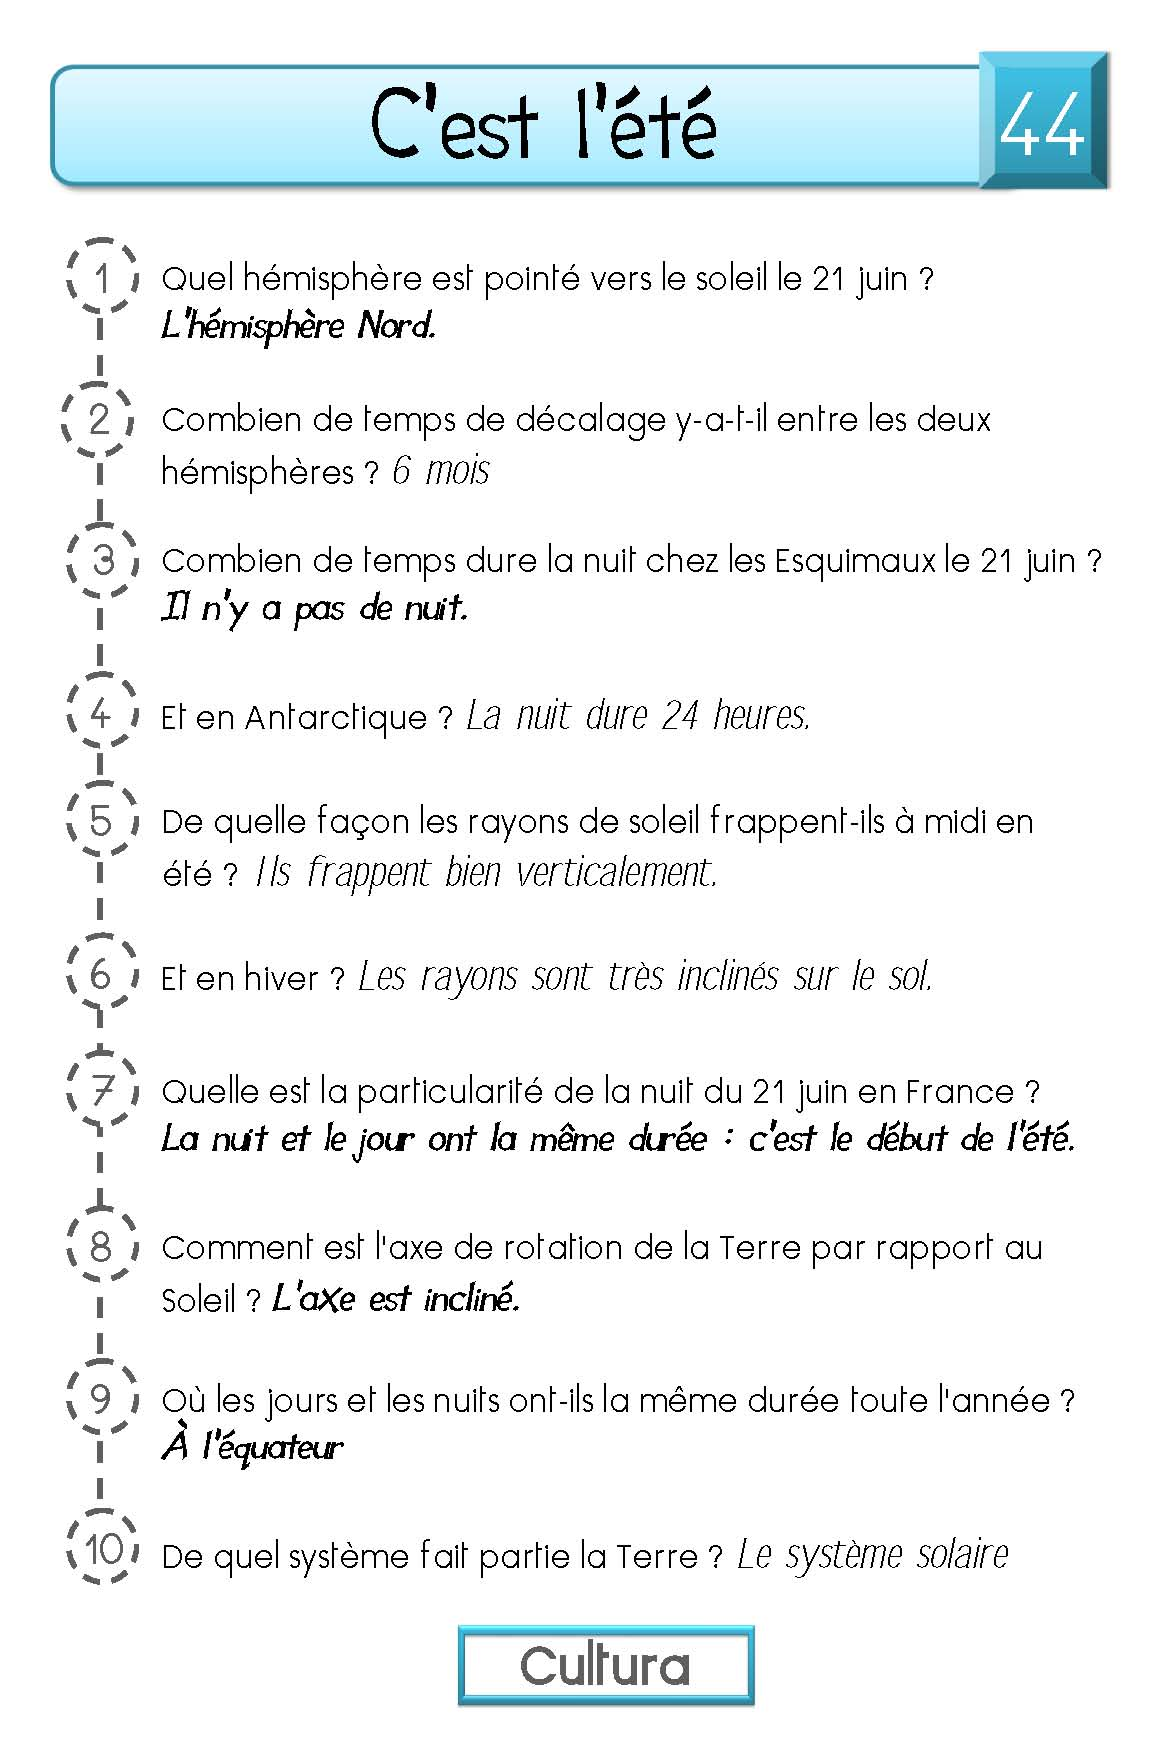 C'est l'été
44
1 Quel hémisphère est pointé vers le soleil le 21 juin ?
L'hémisphère Nord.
2 Combien de temps de décalage y-a-t-il entre les deux
hémisphères ? 6 mois
3 Combien de temps dure la nuit chez les Esquimaux le 21 juin ?
Il n'y a pas de nuit.
4 Et en Antarctique ? La nuit dure 24 heures.
5 De quelle façon les rayons de soleil frappent-ils à midi en
été ? Ils frappent bien verticalement.
6 Et en hiver ? Les rayons sont très inclinés sur le sol.
7 Quelle est la particularité de la nuit du 21 juin en France ?
La nuit et le jour ont la même durée : c'est le début de l'été.
8 Comment est l'axe de rotation de la Terre par rapport au
Soleil ? L'axe est incliné.
9 Où les jours et les nuits ont-ils la même durée toute l'année ?
À l'équateur
10 De quel système fait partie la Terre ? Le système solaire
Cultura